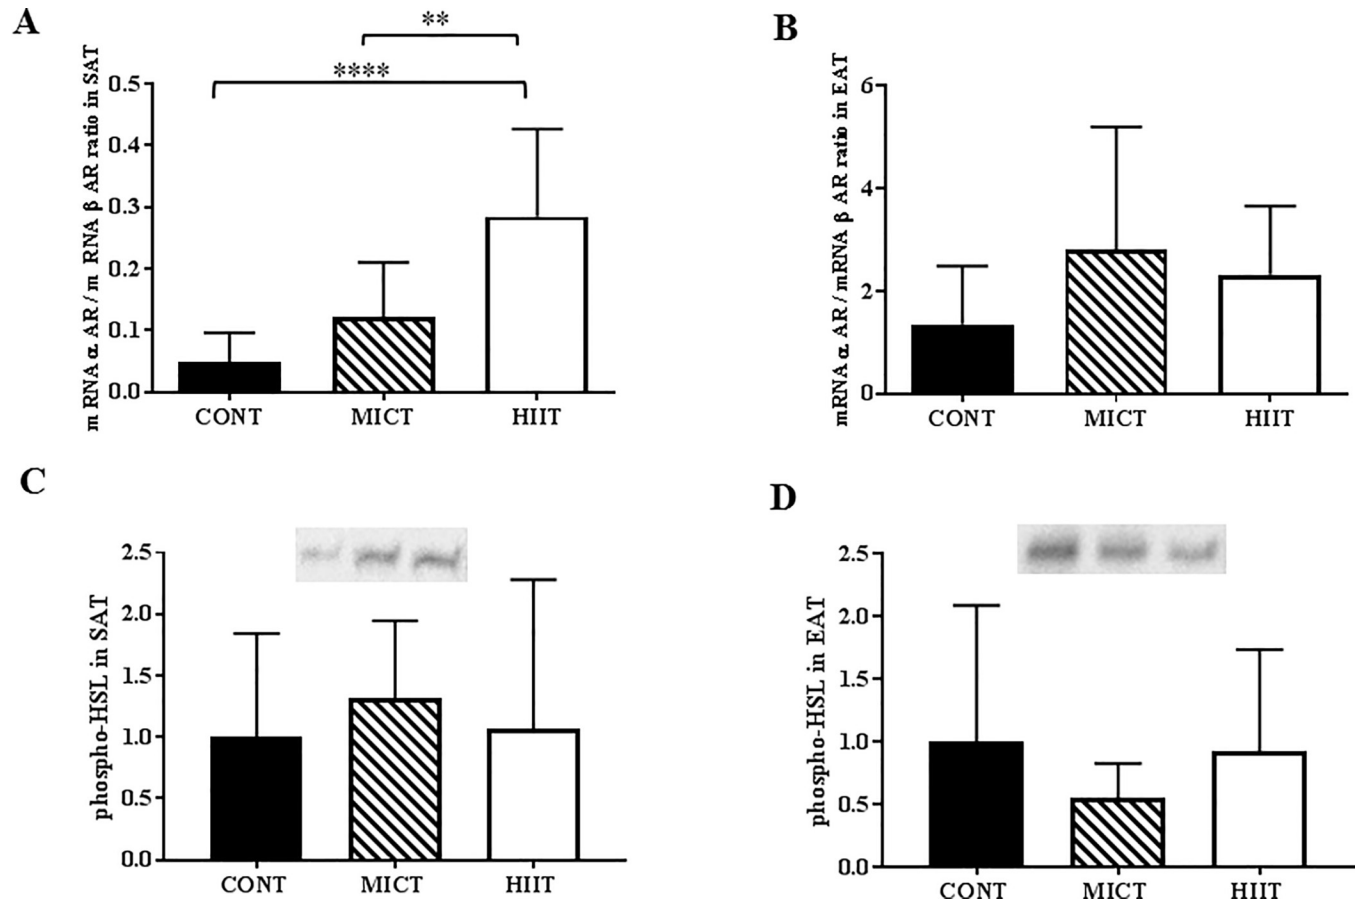 A
**
****
mRNA α AR / mRNA β AR ratio in SAT
0.5
0.4
0.3
0.2
0.1
0.0
CONT MICT HIIT
B
mRNA α AR / mRNA β AR ratio in EAT
6
4
2
0
CONT MICT HIIT
C
phospho-HSL in SAT
2.5
2.0
1.5
1.0
0.5
0.0
CONT MICT HIIT
D
phospho-HSL in EAT
2.5
2.0
1.5
1.0
0.5
0.0
CONT MICT HIIT